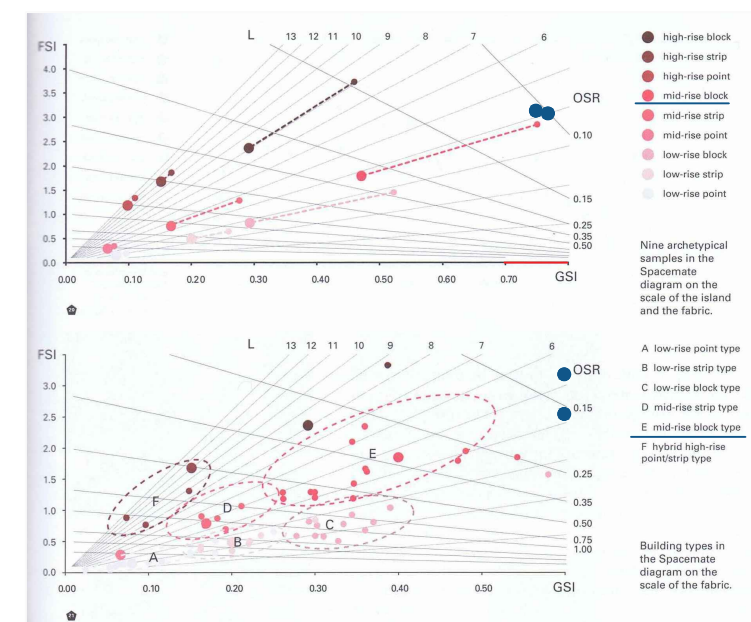 L 13 12 11 10 9 8 7 6
FSI
4.0
3.5
3.0
2.5
2.0
1.5
1.0
0.5
0.0
OSR
0.10
0.15
0.25
0.35
0.50
0.00 0.10 0.20 0.30 0.40 0.50 0.60 0.70 GSI
high-rise block
high-rise strip
high-rise point
mid-rise block
mid-rise strip
mid-rise point
low-rise block
low-rise strip
low-rise point
Nine archetypical
samples in the
Spacemate
diagram on the
scale of the island
and the fabric.
L 13 12 11 10 9 8 7 6
FSI
3.0
2.5
2.0
1.5
1.0
0.5
0.0
E
F
D
C
B
A
OSR
0.15
0.25
0.35
0.50
0.75
1.00
0.00 0.10 0.20 0.30 0.40 0.50 GSI
A low-rise point type
B low-rise strip type
C low-rise block type
D mid-rise strip type
E mid-rise block type
F hybrid high-rise
point/strip type
Building types in
the Spacemate
diagram on the
scale of the fabric.